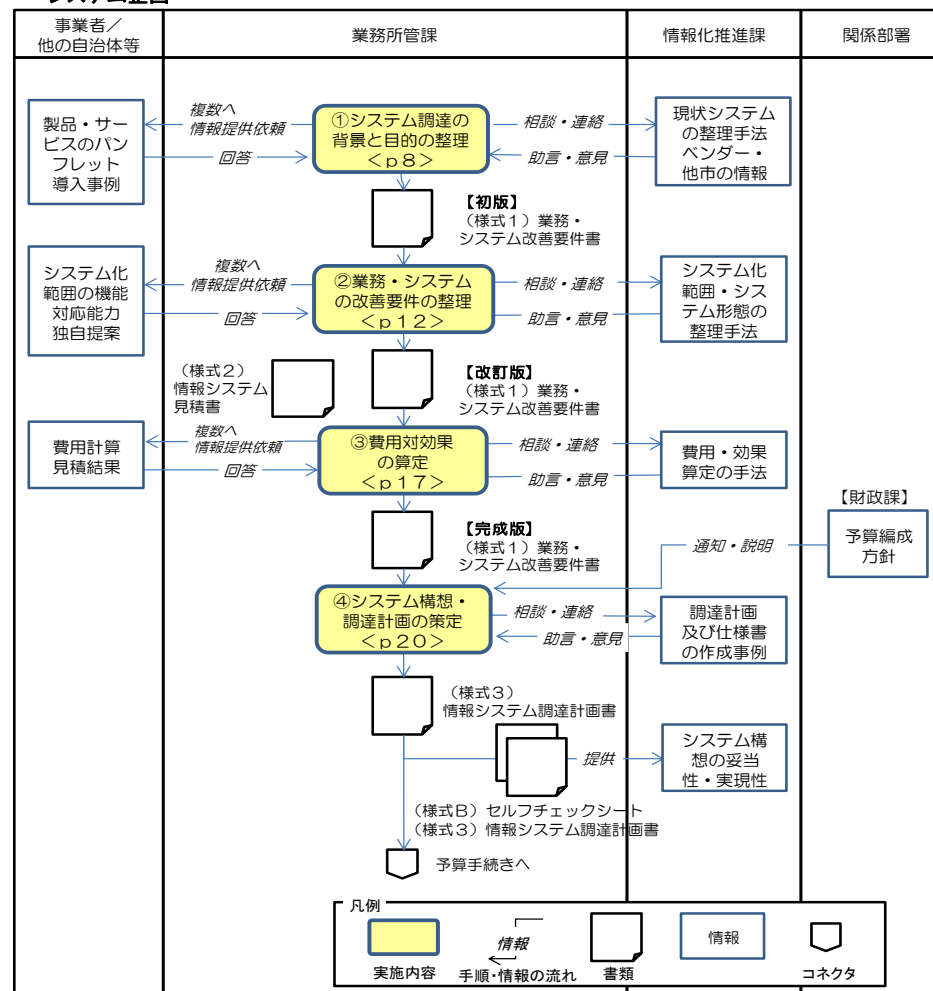 システム企画
事業者／
他の自治体等
業務所管課
情報化推進課
関係部署
製品・サー
ビスのパン
フレット
導入事例
複数へ
情報提供依頼
回答
①システム調達の
背景と目的の整理
＜ｐ８＞
相談・連絡
助言・意見
現状システム
の整理手法
ベンダー・
他市の情報
【初版】
（様式１）業務・
システム改善要件書
システム化
範囲の機能
対応能力
独自提案
複数へ
情報提供依頼
回答
②業務・システム
の改善要件の整理
＜ｐ１２＞
相談・連絡
助言・意見
システム化
範囲・シス
テム形態の
整理手法
（様式２）
情報システム
見積書
【改訂版】
（様式１）業務・
システム改善要件書
費用計算
見積結果
複数へ
情報提供依頼
回答
③費用対効果
の算定
＜ｐ１７＞
相談・連絡
助言・意見
費用・効果
算定の手法
【完成版】
（様式１）業務・
システム改善要件書
【財政課】
予算編成
方針
通知・説明
④システム構想・
調達計画の策定
＜ｐ２０＞
相談・連絡
助言・意見
調達計画
及び仕様書
の作成事例
（様式３）
情報システム調達計画書
提供
システム構
想の妥当
性・実現性
（様式Ｂ）セルフチェックシート
（様式３）情報システム調達計画書
予算手続きへ
凡例
情報
情報
実施内容
手順・情報の流れ
書類
コネクタ